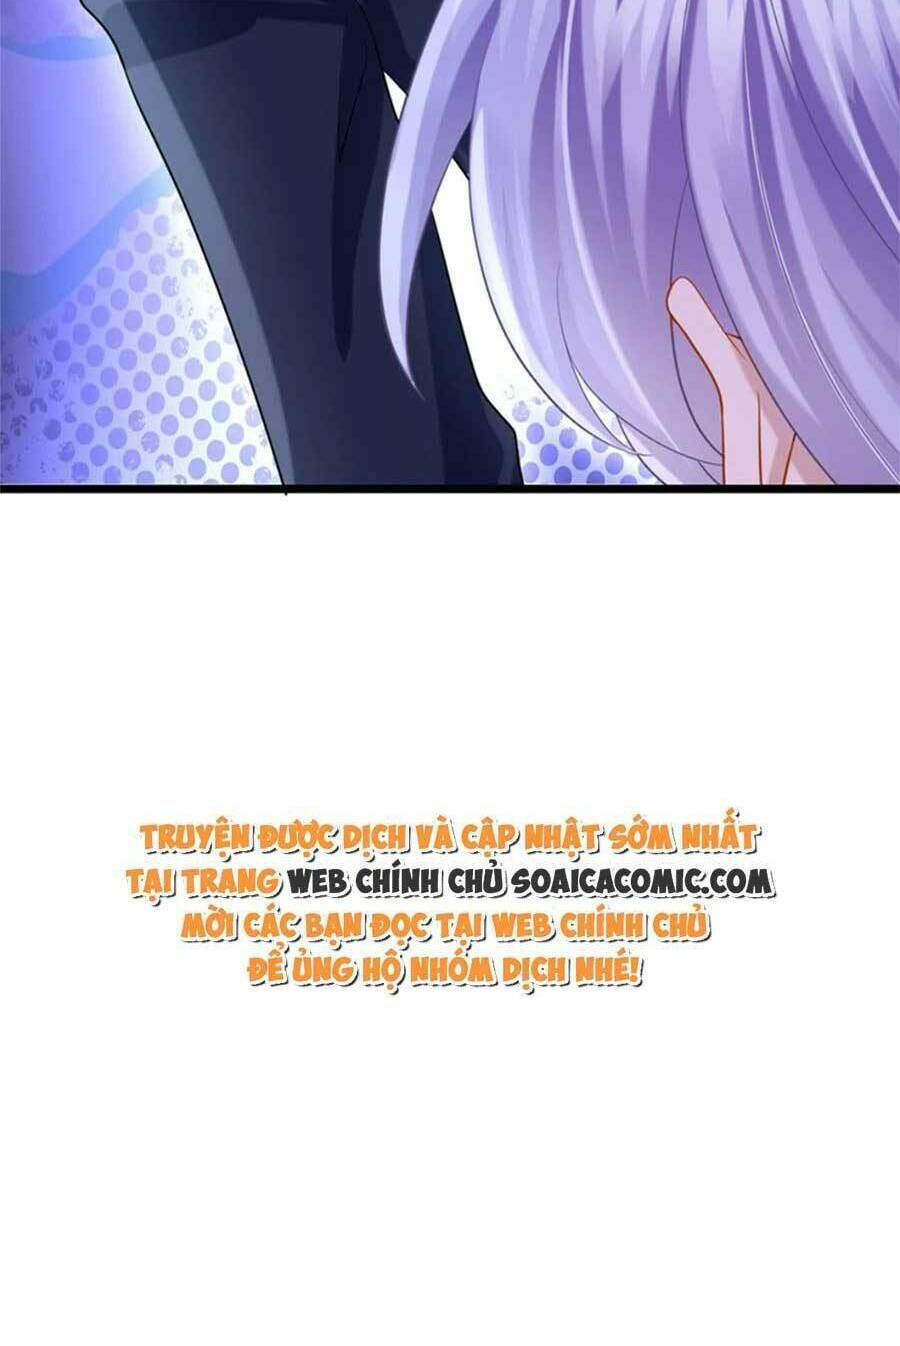 TRUYỆN ĐƯỢC DỊCH VÀ CẬP NHẬT SỚM NHẤT
TẠI TRANG WEB CHÍNH CHỦ SOAICACOMIC.COM
MỜI CÁC BẠN ĐỌC TẠI WEB CHÍNH CHỦ
ĐỂ ỦNG HỘ NHÓM DỊCH NHÉ!